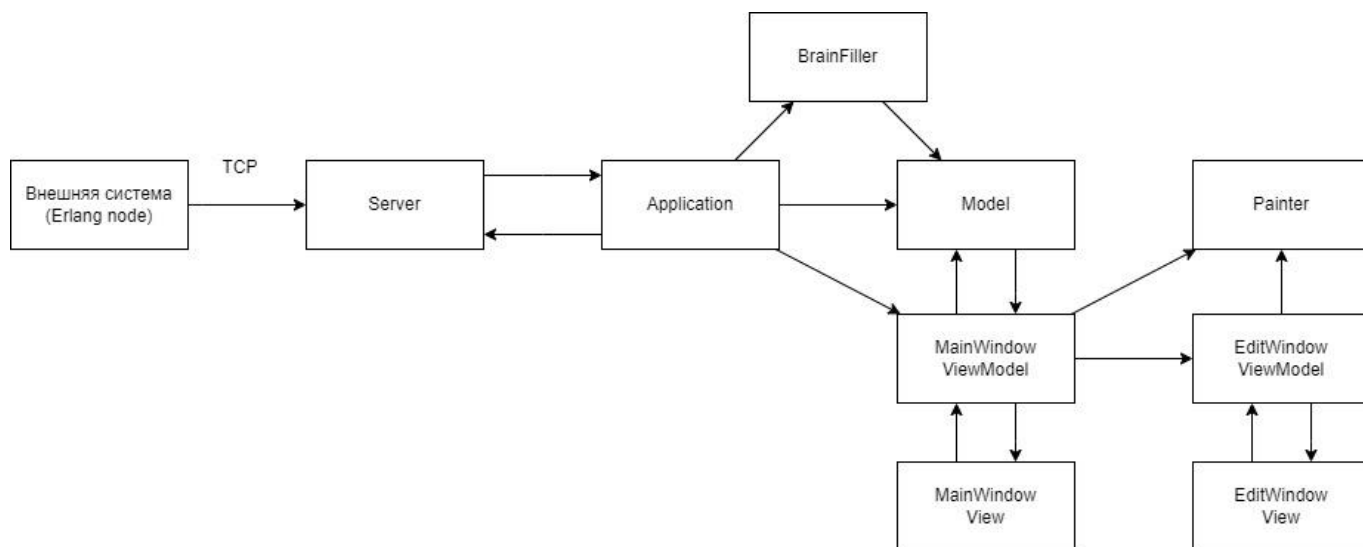 BrainFiller
TCP
Внешняя система
(Erlang node)
Server
Application
Model
Painter
MainWindow
ViewModel
EditWindow
ViewModel
MainWindow
View
EditWindow
View